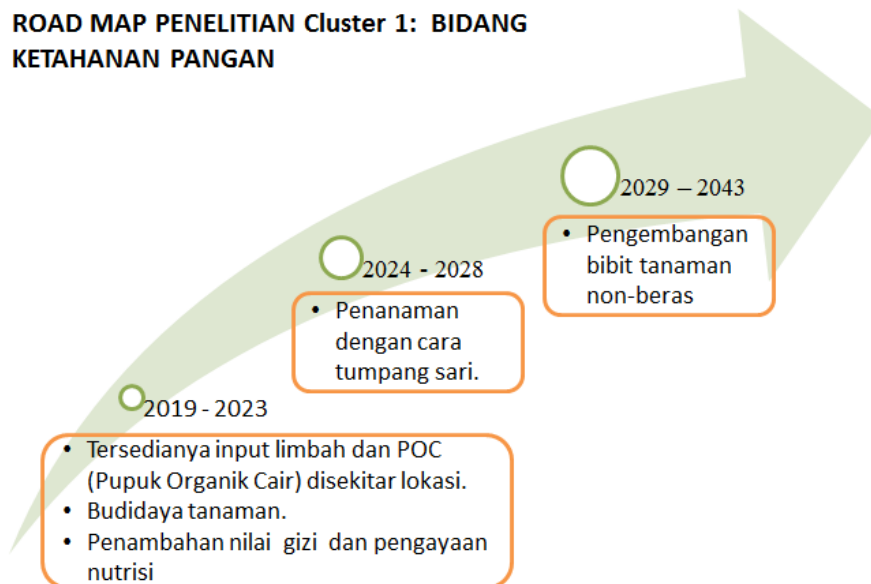 ROAD MAP PENELITIAN Cluster 1: BIDANG
KETAHANAN PANGAN
2029 – 2043
• Pengembangan
bibit tanaman
non-beras
2024 - 2028
• Penanaman
dengan cara
tumpang sari.
2019 - 2023
• Tersedianya input limbah dan POC
(Pupuk Organik Cair) disekitar lokasi.
• Budidaya tanaman.
• Penambahan nilai gizi dan pengayaan
nutrisi